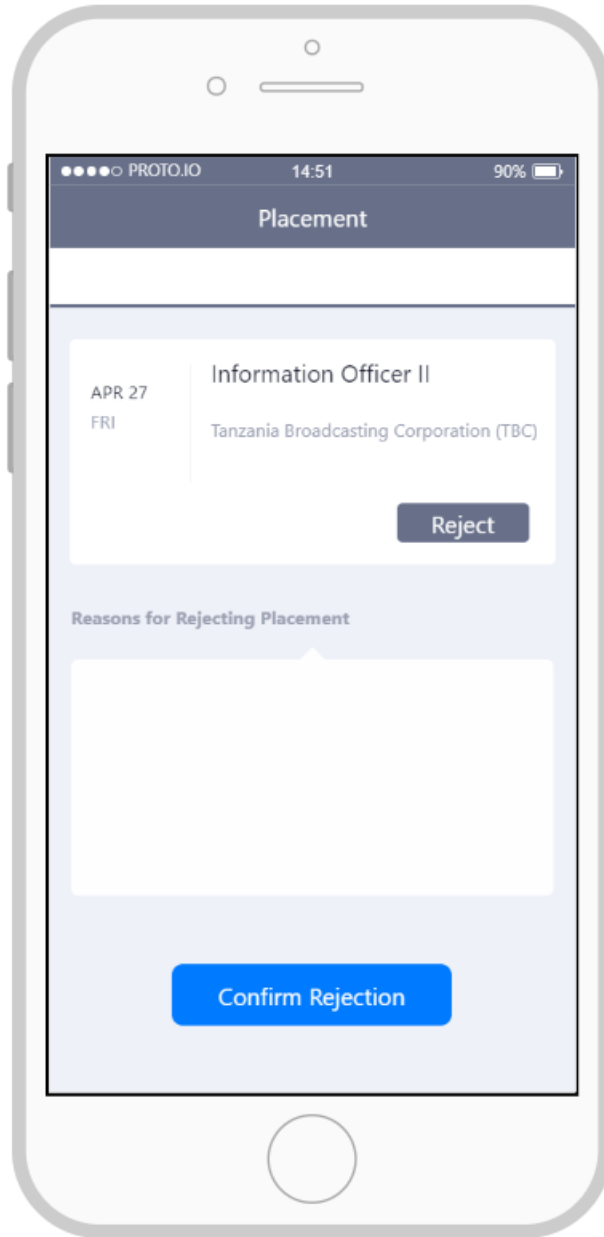 PROTO.IO 14:51 90%
Placement
Information Officer II
APR 27
FRI
Tanzania Broadcasting Corporation (TBC)
Reject
Reasons for Rejecting Placement
Confirm Rejection